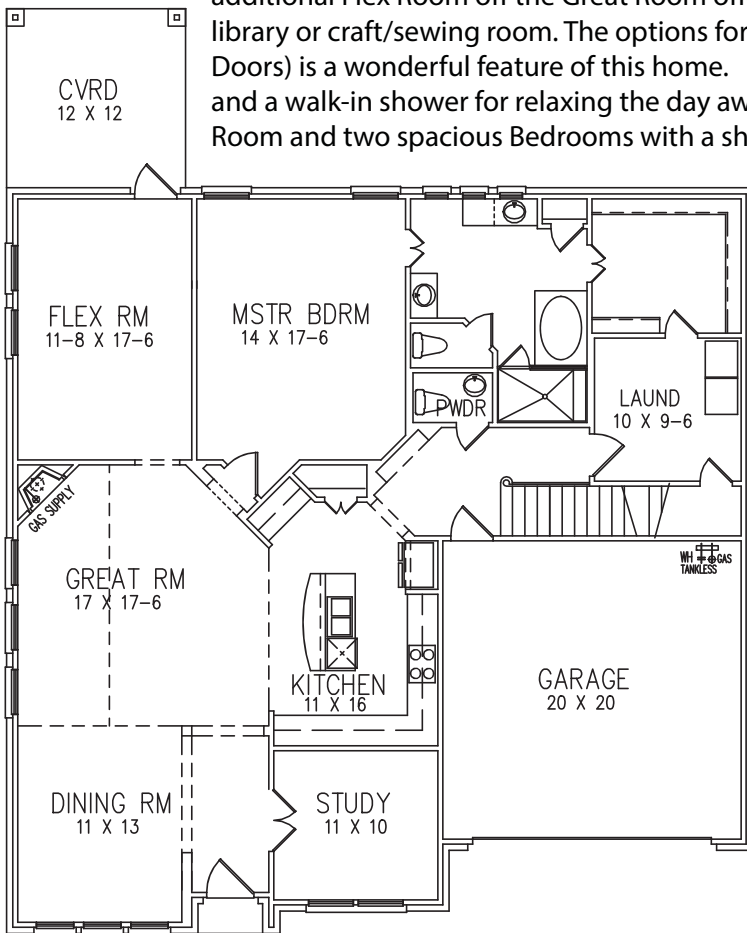 additional Flex Room off the Great Room
library or craft/sewing room. The options for
Doors) is a wonderful feature of this home.
and a walk-in shower for relaxing the day aw
Room and two spacious Bedrooms with a sh
CVRD
12 X 12
FLEX RM
11-8 X 17-6
MSTR BDRM
14 X 17-6
PWDR
LAUND
10 X 9-6
GAS SUPPLY
GREAT RM
17 X 17-6
WH GAS
TANKLESS
KITCHEN
11 X 16
GARAGE
20 X 20
DINING RM
11 X 13
STUDY
11 X 10